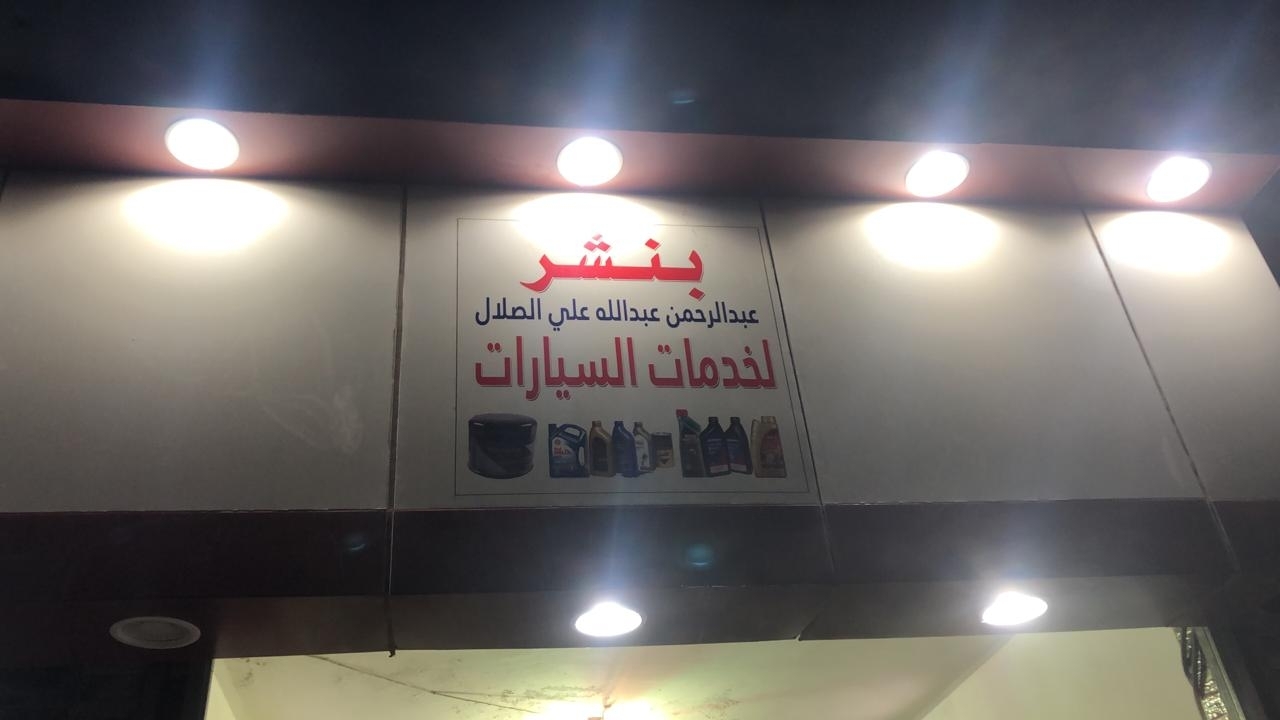 بنشر
عبدالرحمن عبدالله علي الصلال
لخدمات السيارات